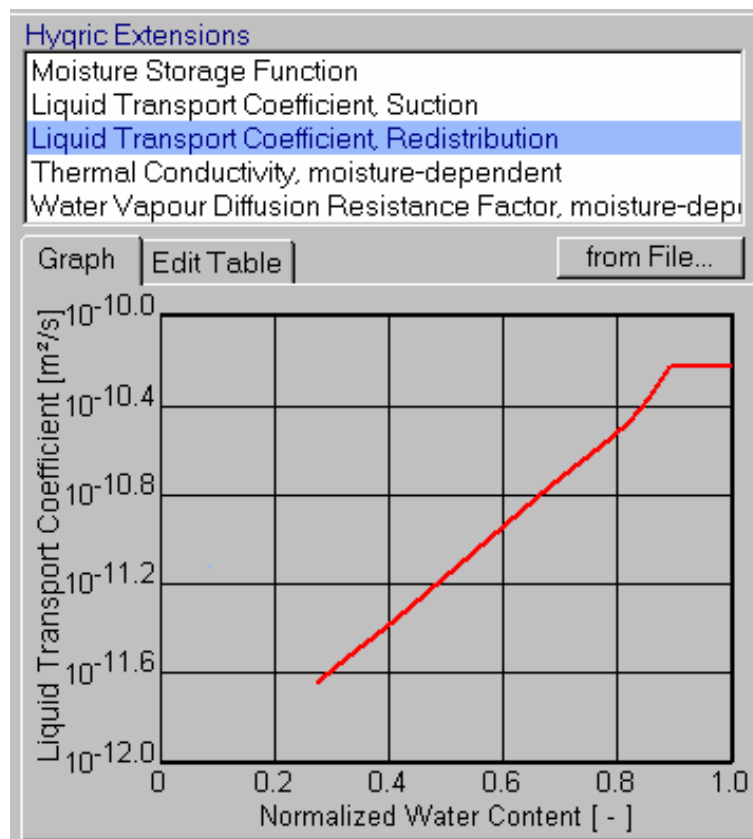 Hygric Extensions
Moisture Storage Function
Liquid Transport Coefficient, Suction
Liquid Transport Coefficient, Redistribution
Thermal Conductivity, moisture-dependent
Water Vapour Diffusion Resistance Factor, moisture-depe
Graph
Edit Table
from File...
Liquid Transport Coefficient [m²/s]
10-10.0
10-10.4
10-10.8
10-11.2
10-11.6
10-12.0
0 0.2 0.4 0.6 0.8 1.0
Normalized Water Content [ - ]